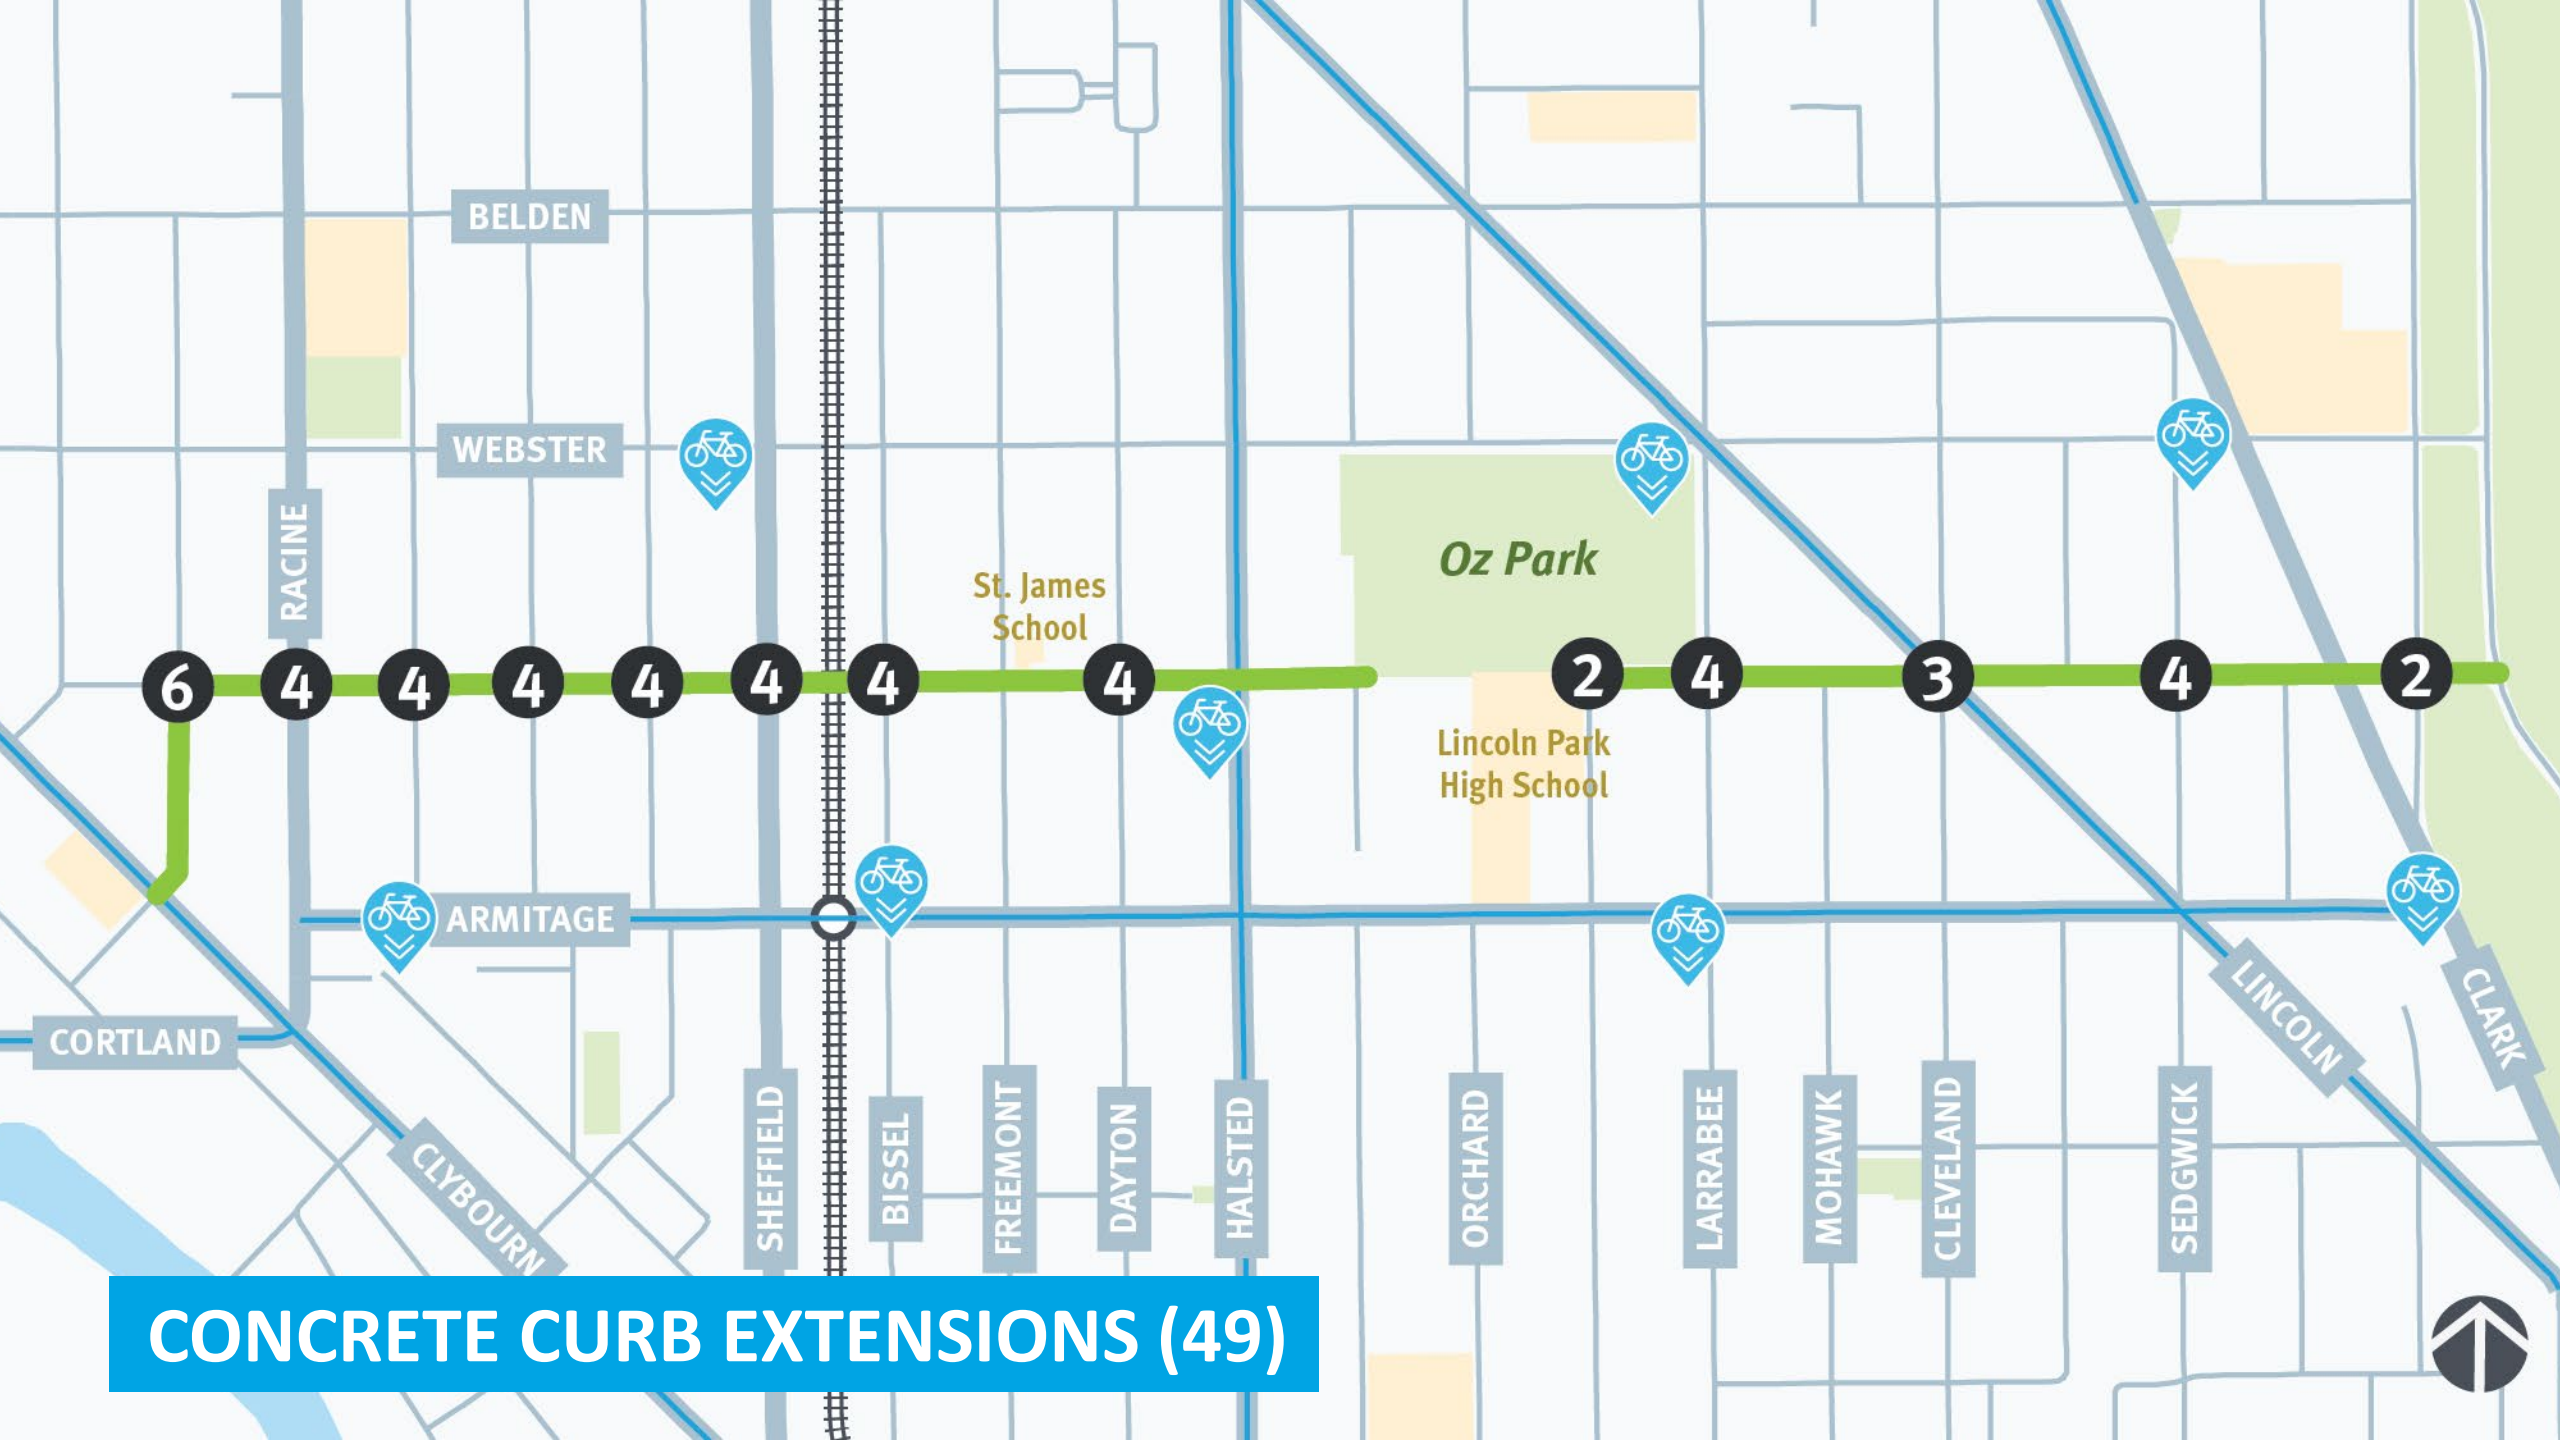 BELDEN
WEBSTER
RACINE
Oz Park
St. James
School
6
4
4
4
4
4
4
4
2
4
3
4
2
Lincoln Park
High School
ARMITAGE
CORTLAND
CLYBOURN
SHEFFIELD
BISSEL
FREEMONT
DAYTON
HALSTED
ORCHARD
LARRABEE
MOHAWK
CLEVELAND
SEDGWICK
LINCOLN
CLARK
CONCRETE CURB EXTENSIONS (49)